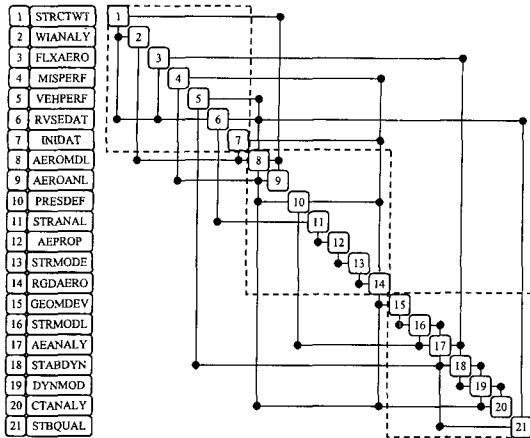 1 STRCTWT 1
2 WIANALY 2
3 FLXAERO 3
4 MISPERF 4
5 VEHPERF 5
6 RVSEDAT 6
7 INIDAT 7
8 AEROMDL 8
9 AEROANL 9
10 PRESDEF 10
11 STRANAL 11
12 AEPROP 12
13 STRMODE 13
14 RGDAERO 14
15 GEOMDEV 15
16 STRMODL 16
17 AEANALY 17
18 STABDYN 18
19 DYNMOD 19
20 CTANALY 20
21 STBQUAL 21